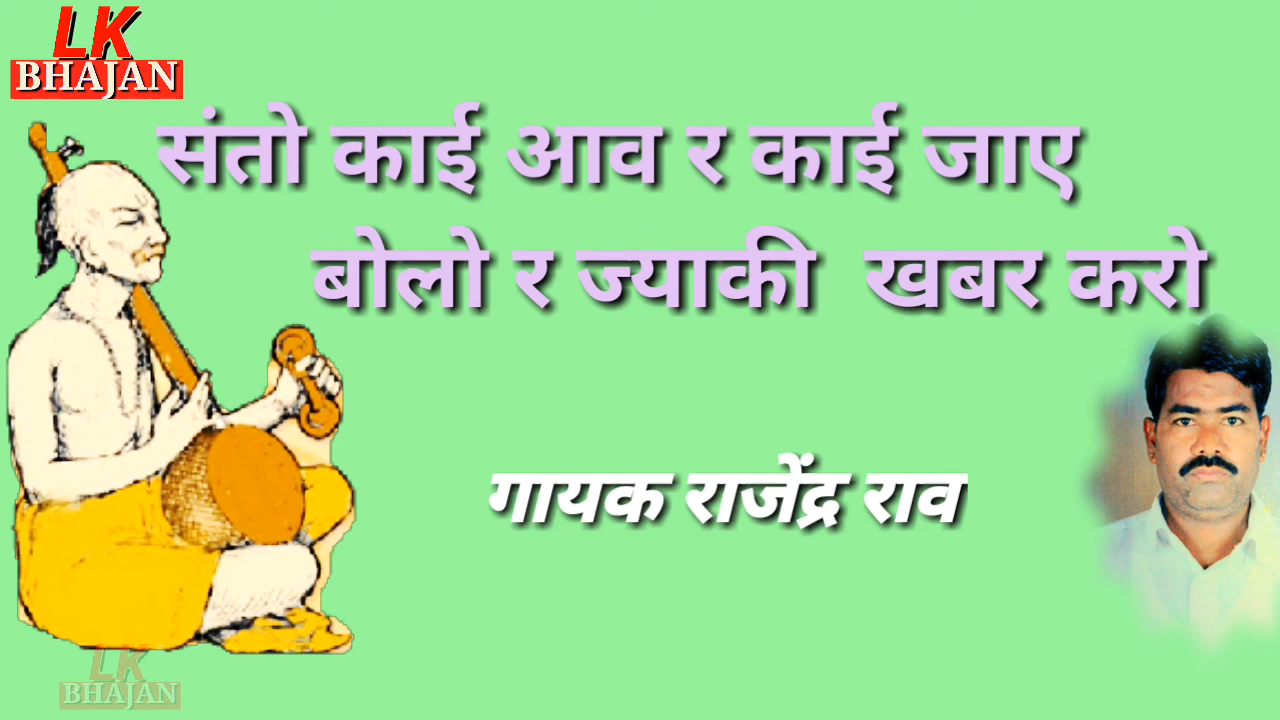 LK
BHAJAN
संतो काई आव र काई जाए
बोलो र ज्याकी खबर करो
गायक राजेंद्र राव
LK
BHAJAN